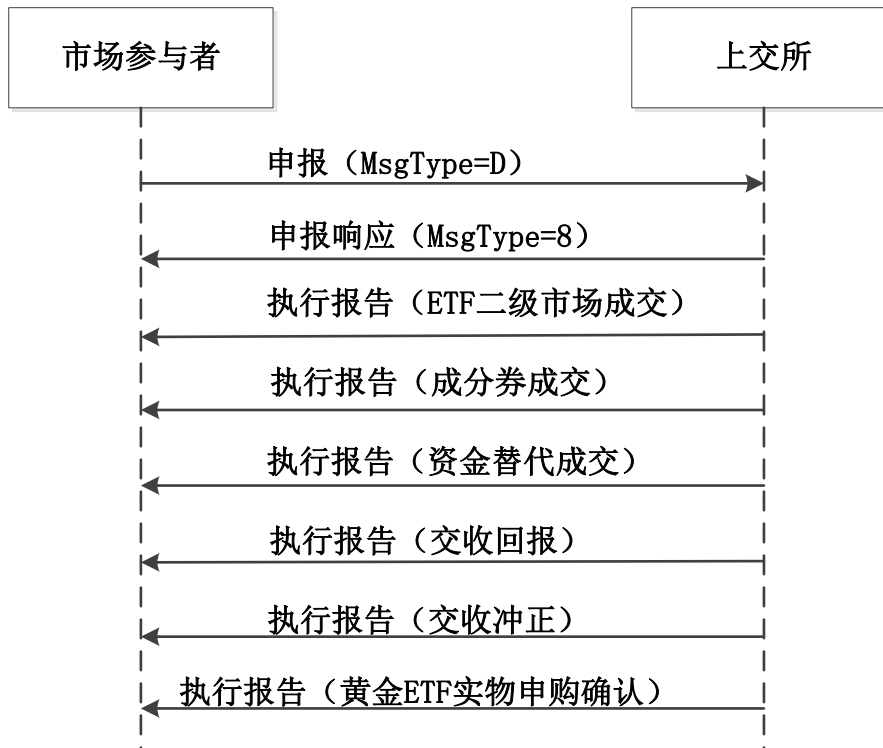 市场参与者
上交所
申报（MsgType=D）
申报响应（MsgType=8）
执行报告（ETF二级市场成交）
执行报告（成分券成交）
执行报告（资金替代成交）
执行报告（交收回报）
执行报告（交收冲正）
执行报告（黄金ETF实物申购确认）